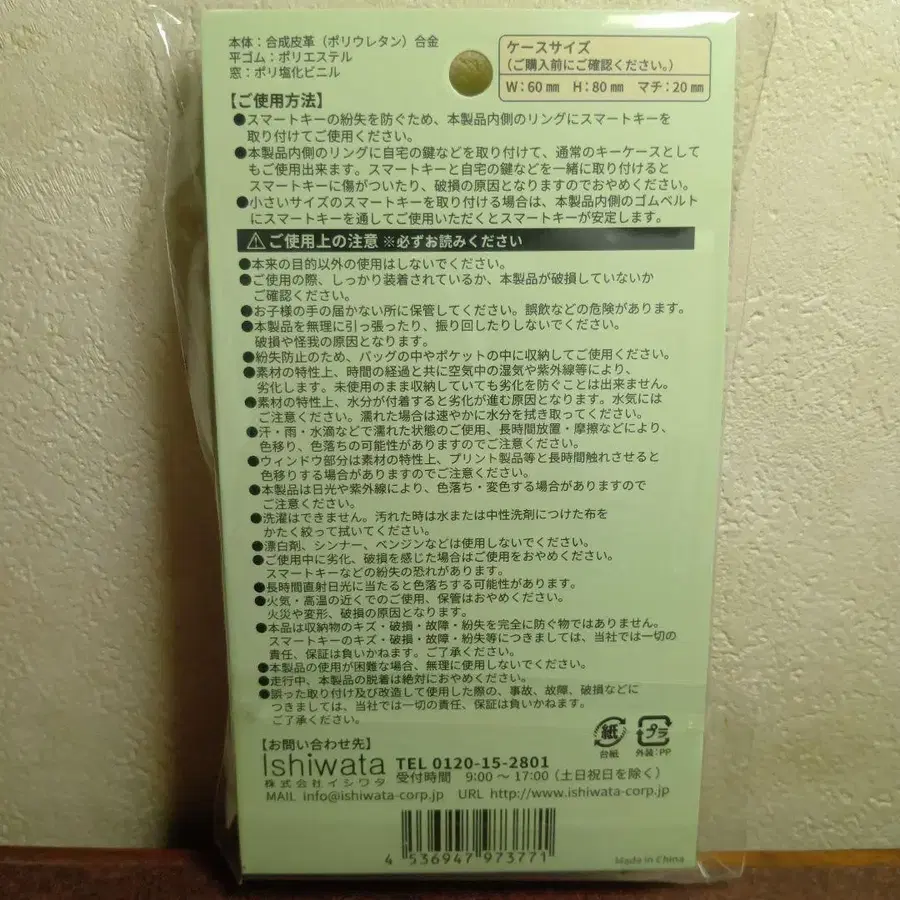 本体：合成皮革（ポリウレタン）合金
平ゴム：ポリエステル
窓：ポリ塩化ビニル
ケースサイズ
（ご購入前にご確認ください。）
W：60㎜ H：80㎜ マチ：20㎜
【ご使用方法】
●スマートキーの紛失を防ぐため、本製品内側のリングにスマートキーを
取り付けてご使用ください。
●本製品内側のリングに自宅の鍵などを取り付けて、通常のキーケースとして
もご使用出来ます。スマートキーと自宅の鍵などを一緒に取り付けると
スマートキーに傷がついたり、破損の原因となりますのでおやめください。
●小さいサイズのスマートキーを取り付ける場合は、本製品内側のゴムベルト
にスマートキーを通してご使用いただくとスマートキーが安定します。
⚠ご使用上の注意 ※必ずお読みください
●本来の目的以外の使用はしないでください。
●ご使用の際、しっかり装着されているか、本製品が破損していないか
ご確認ください。
●お子様の手の届かない所に保管してください。誤飲などの危険があります。
●本製品を無理に引っ張ったり、振り回したりしないでください。
破損や怪我の原因となります。
●紛失防止のため、バッグの中やポケットの中に収納してご使用ください。
●素材の特性上、時間の経過と共に空気中の湿気や紫外線等により、
劣化します。未使用のまま収納していても劣化を防ぐことは出来ません。
●素材の特性上、水分が付着すると劣化が進む原因となります。水気には
ご注意ください。濡れた場合は速やかに水分を拭き取ってください。
●汗・雨・水滴などで濡れた状態のご使用、長時間放置・摩擦などにより、
色移り、色落ちの可能性がありますのでご注意ください。
●ウィンドウ部分は素材の特性上、プリント製品等と長時間触れさせると
色移りする場合がありますのでご注意ください。
●本製品は日光や紫外線により、色落ち・変色する場合がありますので
ご注意ください。
●洗濯はできません。汚れた時は水または中性洗剤につけた布を
かたく絞って拭いてください。
●漂白剤、シンナー、ベンジンなどは使用しないでください。
●ご使用中に劣化、破損を感じた場合はご使用をおやめください。
スマートキーなどの紛失の恐れがあります。
●長時間直射日光に当たると色落ちする可能性があります。
●火気・高温の近くでのご使用、保管はおやめください。
火災や変形、破損の原因となります。
●本品は収納物のキズ・破損・故障・紛失を完全に防ぐ物ではありません。
スマートキーのキズ・破損・故障・紛失等につきましては、当社では一切の
責任、保証は負いかねます。ご了承ください。
●本製品の使用が困難な場合、無理に使用しないでください。
●走行中、本製品の脱着は絶対におやめください。
●誤った取り付け及び改造して使用した際の、事故、故障、破損などに
つきましては、当社では一切の責任、保証は負いかねます。
ご了承ください。
紙
台紙
プラ
外装：PP
【お問い合わせ先】
Ishiwata
株式会社イシワタ
TEL 0120-15-2801
受付時間 9:00～17:00（土日祝日を除く）
MAIL info@ishiwata-corp.jp URL http://www.ishiwata-corp.jp
4 536947 973771
Made in China